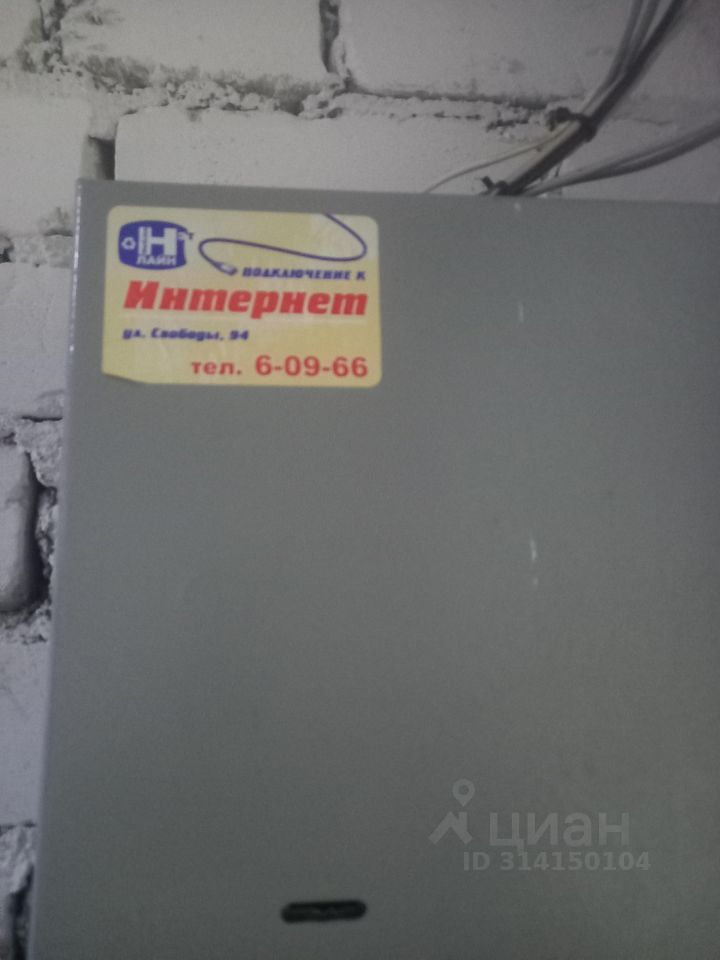 Н
ЛАЙН
ПОДКЛЮЧЕНИЕ К
Интернет
ул. Свободы, 94
тел. 6-09-66
циан
ID 314150104